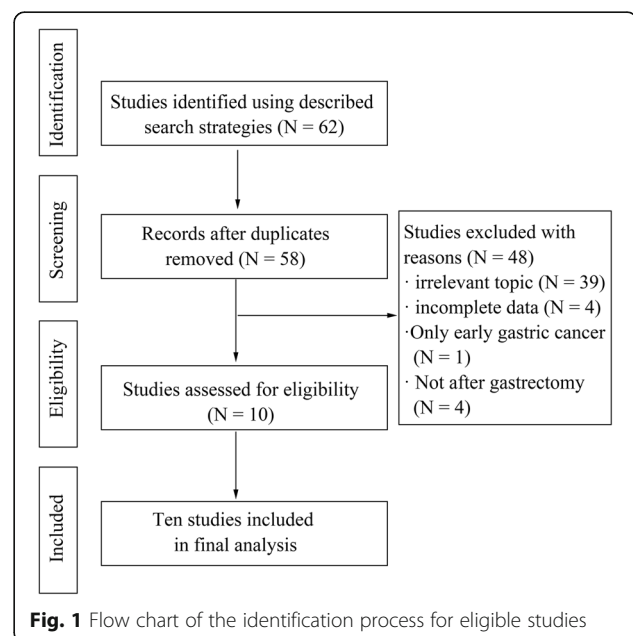 Identification
Studies identified using described
search strategies (N = 62)
Screening
Records after duplicates
removed (N = 58)
Studies excluded with
reasons (N = 48)
· irrelevant topic (N = 39)
· incomplete data (N = 4)
·Only early gastric cancer
(N = 1)
· Not after gastrectomy
(N = 4)
Eligibility
Studies assessed for eligibility
(N = 10)
Included
Ten studies included
in final analysis
Fig. 1 Flow chart of the identification process for eligible studies